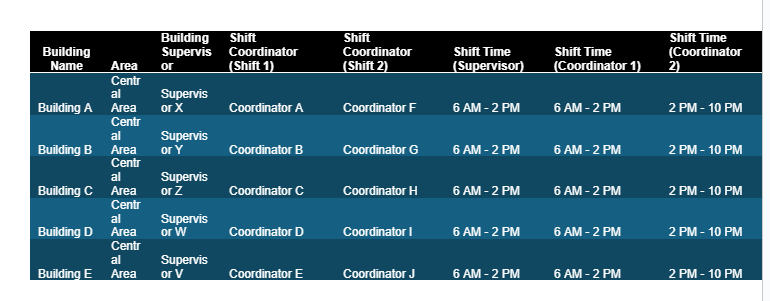 Building Name | Area | Building Supervisor | Shift Coordinator (Shift 1) | Shift Coordinator (Shift 2) | Shift Time (Supervisor) | Shift Time (Coordinator 1) | Shift Time (Coordinator 2)
Building A | Central Area | Supervisor X | Coordinator A | Coordinator F | 6 AM - 2 PM | 6 AM - 2 PM | 2 PM - 10 PM
Building B | Central Area | Supervisor Y | Coordinator B | Coordinator G | 6 AM - 2 PM | 6 AM - 2 PM | 2 PM - 10 PM
Building C | Central Area | Supervisor Z | Coordinator C | Coordinator H | 6 AM - 2 PM | 6 AM - 2 PM | 2 PM - 10 PM
Building D | Central Area | Supervisor W | Coordinator D | Coordinator I | 6 AM - 2 PM | 6 AM - 2 PM | 2 PM - 10 PM
Building E | Central Area | Supervisor V | Coordinator E | Coordinator J | 6 AM - 2 PM | 6 AM - 2 PM | 2 PM - 10 PM